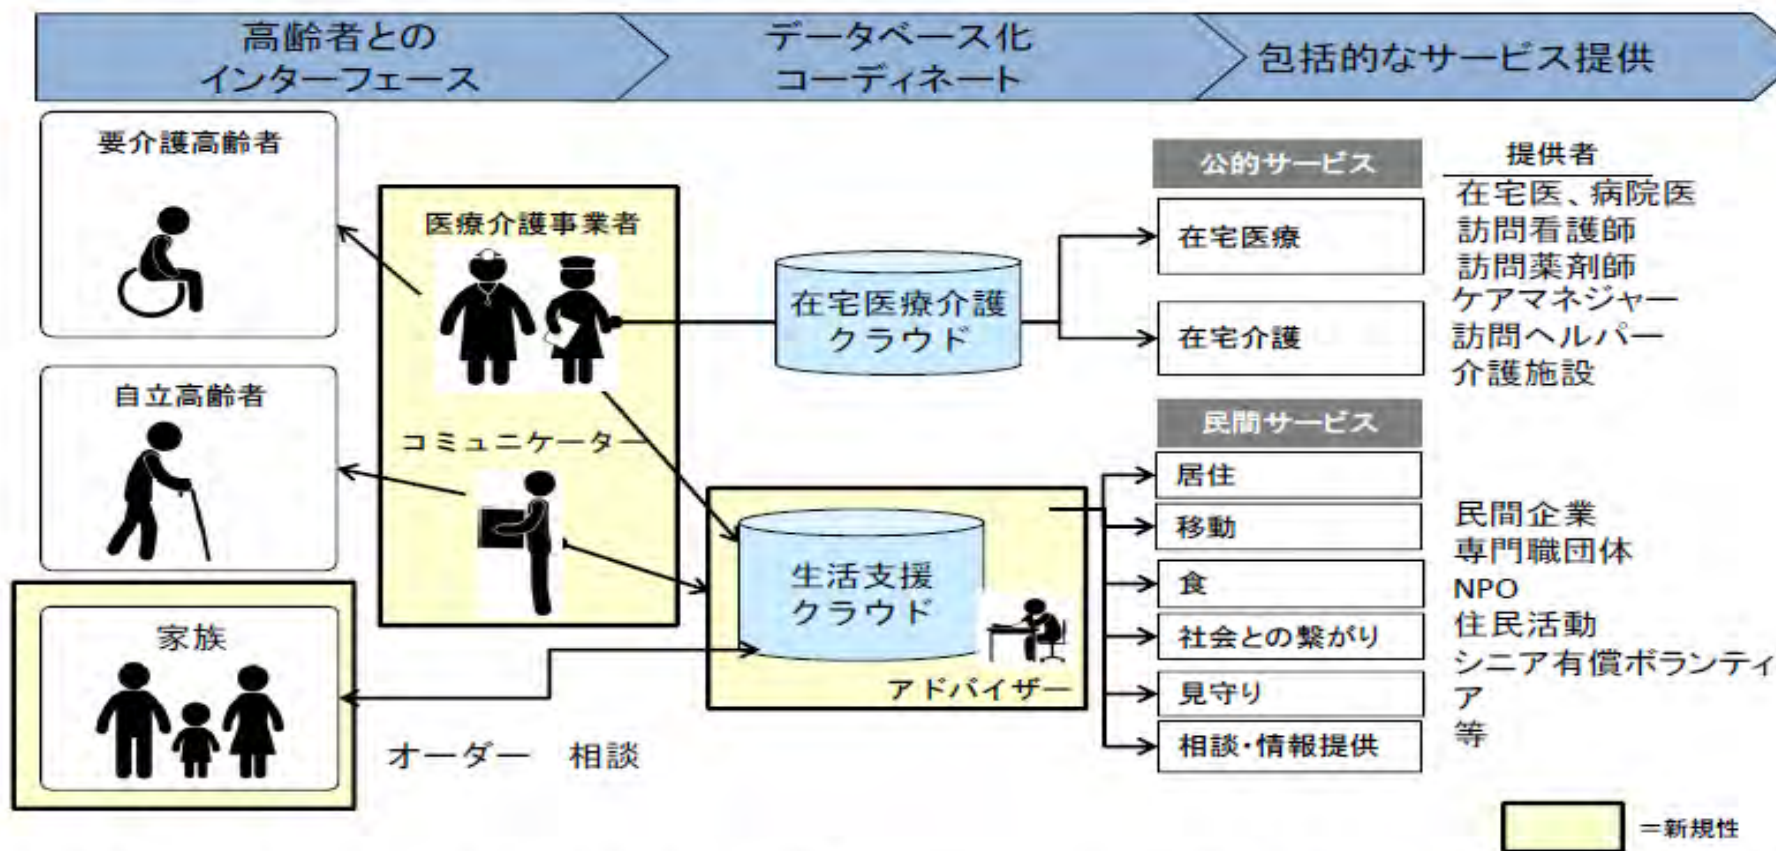 高齢者との
インターフェース
データベース化
コーディネート
包括的なサービス提供
要介護高齢者
自立高齢者
家族
医療介護事業者
コミュニケーター
オーダー 相談
在宅医療介護
クラウド
生活支援
クラウド
アドバイザー
公的サービス
在宅医療
在宅介護
提供者
在宅医、病院医
訪問看護師
訪問薬剤師
ケアマネジャー
訪問ヘルパー
介護施設
民間サービス
居住
移動
食
社会との繋がり
見守り
相談・情報提供
民間企業
専門職団体
NPO
住民活動
シニア有償ボランティ
ア
等
=新規性